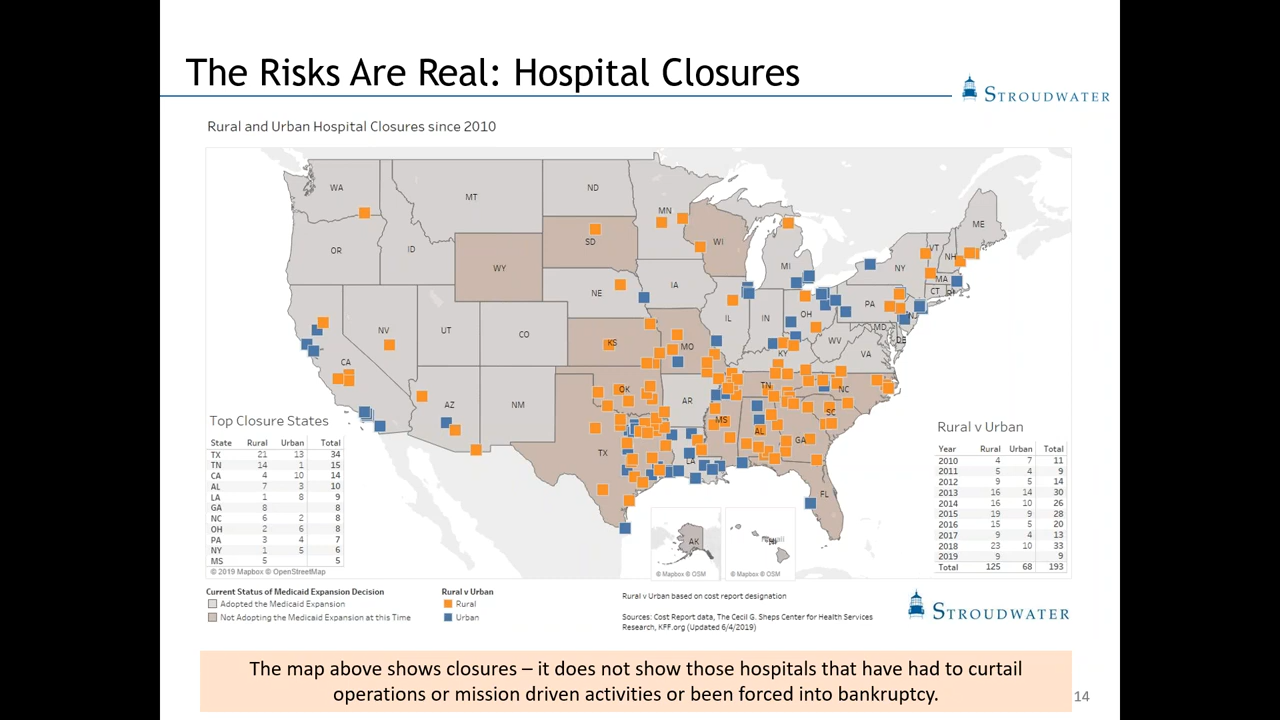 The Risks Are Real: Hospital Closures
STROUDWATER
Rural and Urban Hospital Closures since 2010
WA
MT
ND
MN
ME
OR
ID
SD
WI
VT
NH
WY
MI
NY
MA
CT
RI
NE
IA
PA
NJ
NV
UT
CO
IL
IN
OH
MD
DE
WV
VA
CA
KS
MO
KY
AZ
NM
OK
AR
TN
NC
SC
MS
AL
GA
TX
LA
FL
AK
Hawaii
Top Closure States
State Rural Urban Total
TX 21 13 34
TN 14 1 15
CA 4 10 14
AL 7 3 10
LA 1 8 9
GA 8 8
NC 6 2 8
OH 2 6 8
PA 3 4 7
NY 1 5 6
MS 5 5
© 2019 Mapbox © OpenStreetMap
Rural v Urban
Year Rural Urban Total
2010 4 7 11
2011 5 4 9
2012 9 5 14
2013 16 14 30
2014 16 10 26
2015 19 9 28
2016 15 5 20
2017 9 4 13
2018 23 10 33
2019 9 9
Total 125 68 193
© Mapbox © OSM
© Mapbox © OSM
Current Status of Medicaid Expansion Decision
Adopted the Medicaid Expansion
Not Adopting the Medicaid Expansion at this Time
Rural v Urban
Rural
Urban
Rural v Urban based on cost report designation
Sources: Cost Report data, The Cecil G. Sheps Center for Health Services
Research, KFF.org (Updated 6/4/2019)
STROUDWATER
The map above shows closures – it does not show those hospitals that have had to curtail
operations or mission driven activities or been forced into bankruptcy.
14